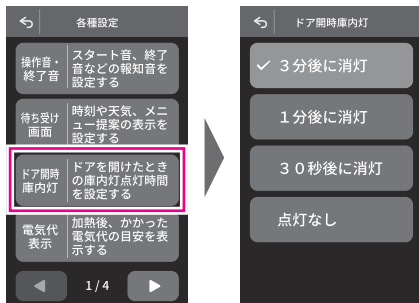 各種設定
操作音・
終了音
スタート音、終了
音などの報知音を
設定する
待ち受け
画面
時刻や天気、メニ
ュー提案の表示を
設定する
ドア開時
庫内灯
ドアを開けたとき
の庫内灯点灯時間
を設定する
電気代
表示
加熱後、かかった
電気代の目安を表
示する
1/4
ドア開時庫内灯
３分後に消灯
１分後に消灯
３０秒後に消灯
点灯なし